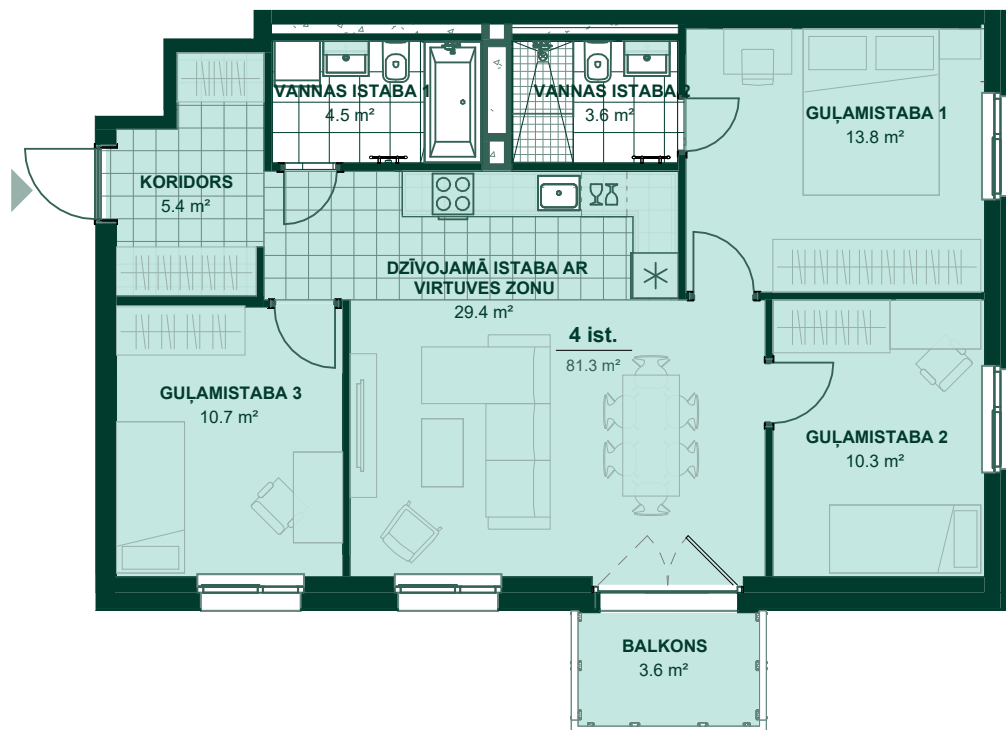 VANNAS ISTABA 1
4.5 m²
VANNAS ISTABA 2
3.6 m²
GUĻAMISTABA 1
13.8 m²
KORIDORS
5.4 m²
DZĪVOJAMĀ ISTABA AR
VIRTUVES ZONU
29.4 m²
4 ist.
81.3 m²
GUĻAMISTABA 3
10.7 m²
GUĻAMISTABA 2
10.3 m²
BALKONS
3.6 m²